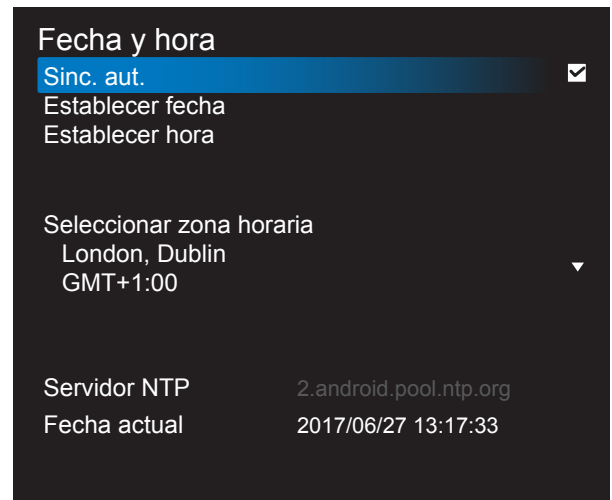 Fecha y hora
Sinc. aut.
Establecer fecha
Establecer hora
Seleccionar zona horaria
London, Dublin
GMT+1:00
Servidor NTP 2.android.pool.ntp.org
Fecha actual 2017/06/27 13:17:33